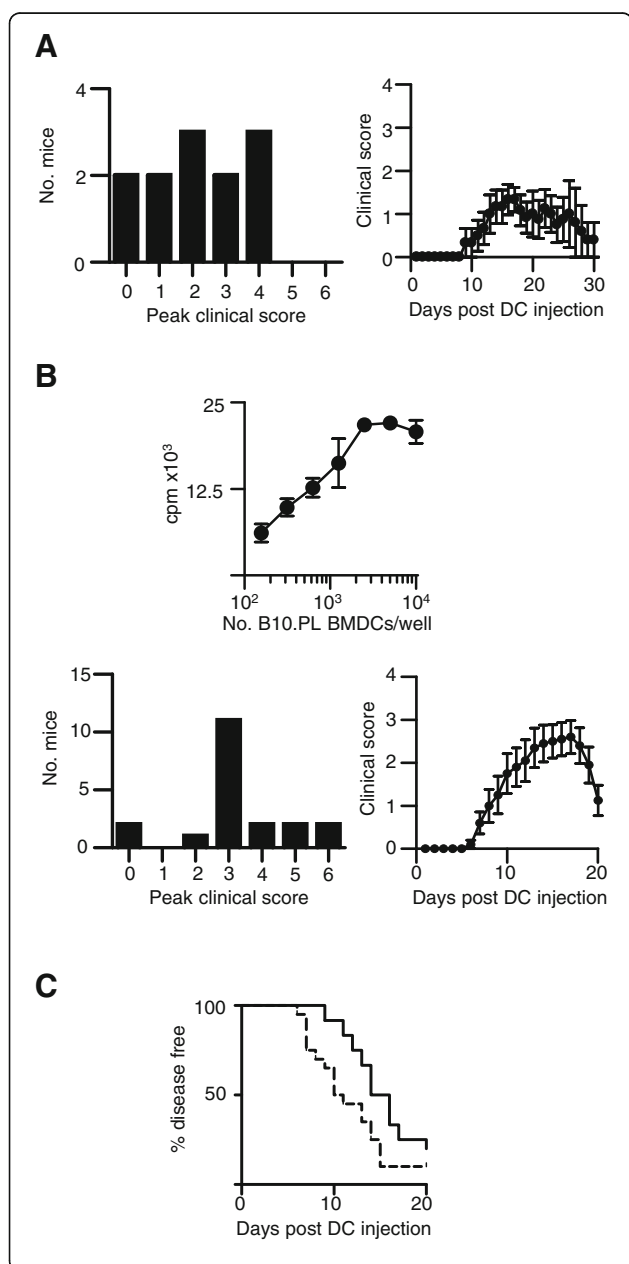 A
No. mice
4
2
0
0 1 2 3 4 5 6
Peak clinical score
Clinical score
4
3
2
1
0
0 10 20 30
Days post DC injection
B
cpm x10³
25
12.5
10² 10³ 10⁴
No. B10.PL BMDCs/well
No. mice
15
10
5
0
0 1 2 3 4 5 6
Peak clinical score
Clinical score
4
3
2
1
0
0 10 20
Days post DC injection
C
% disease free
100
50
0 10 20
Days post DC injection